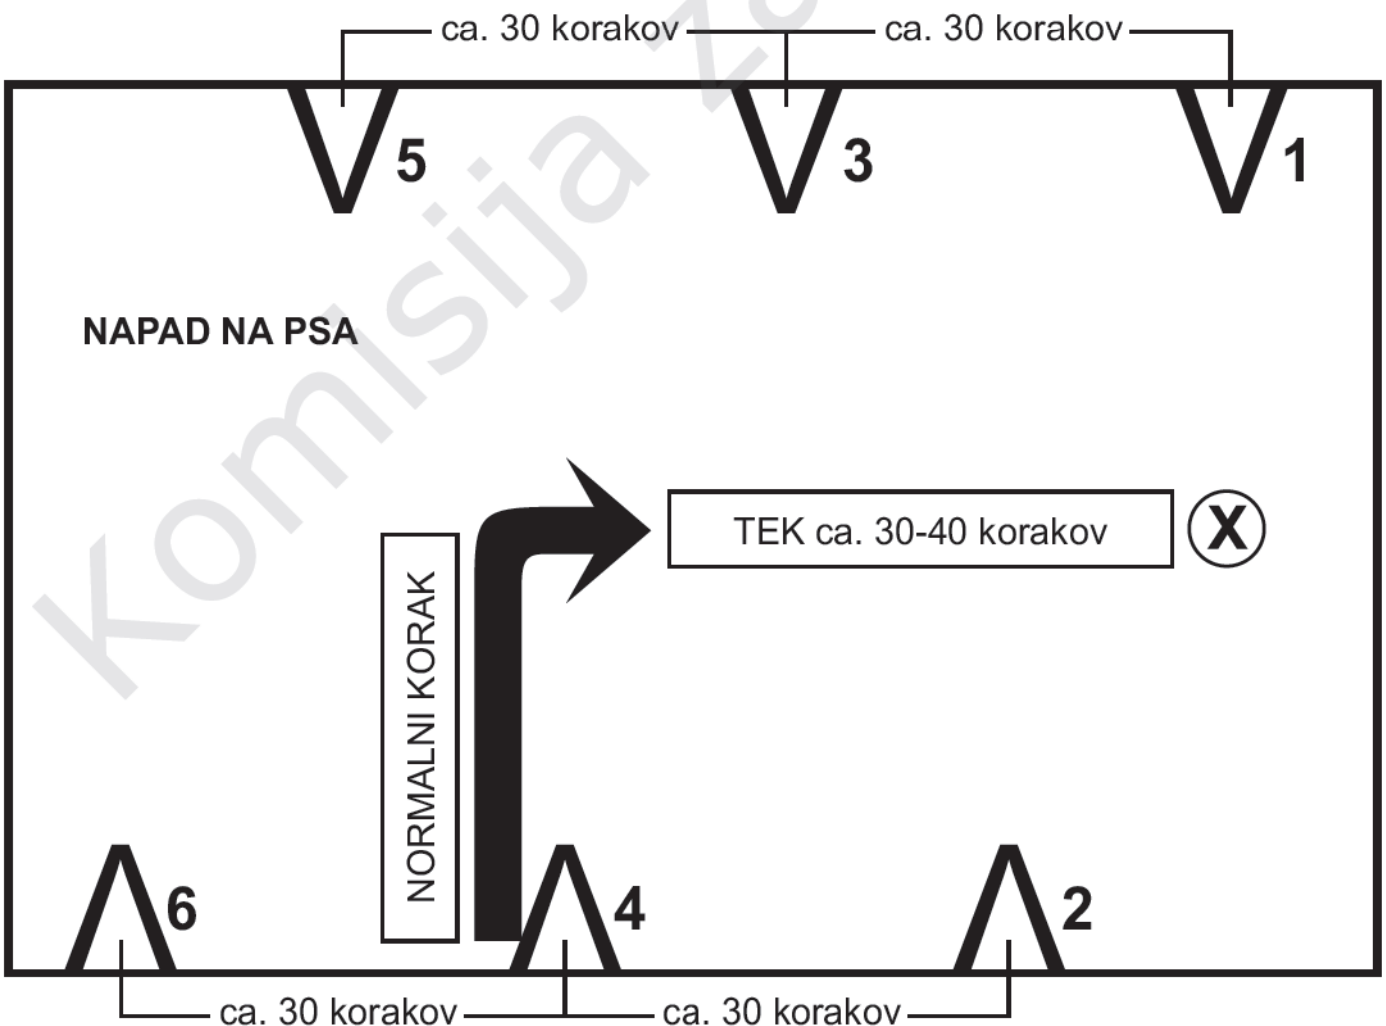 ca. 30 korakov
ca. 30 korakov
5
3
1
NAPAD NA PSA
TEK ca. 30-40 korakov
X
NORMALNI KORAK
6
4
2
ca. 30 korakov
ca. 30 korakov
Komisija za